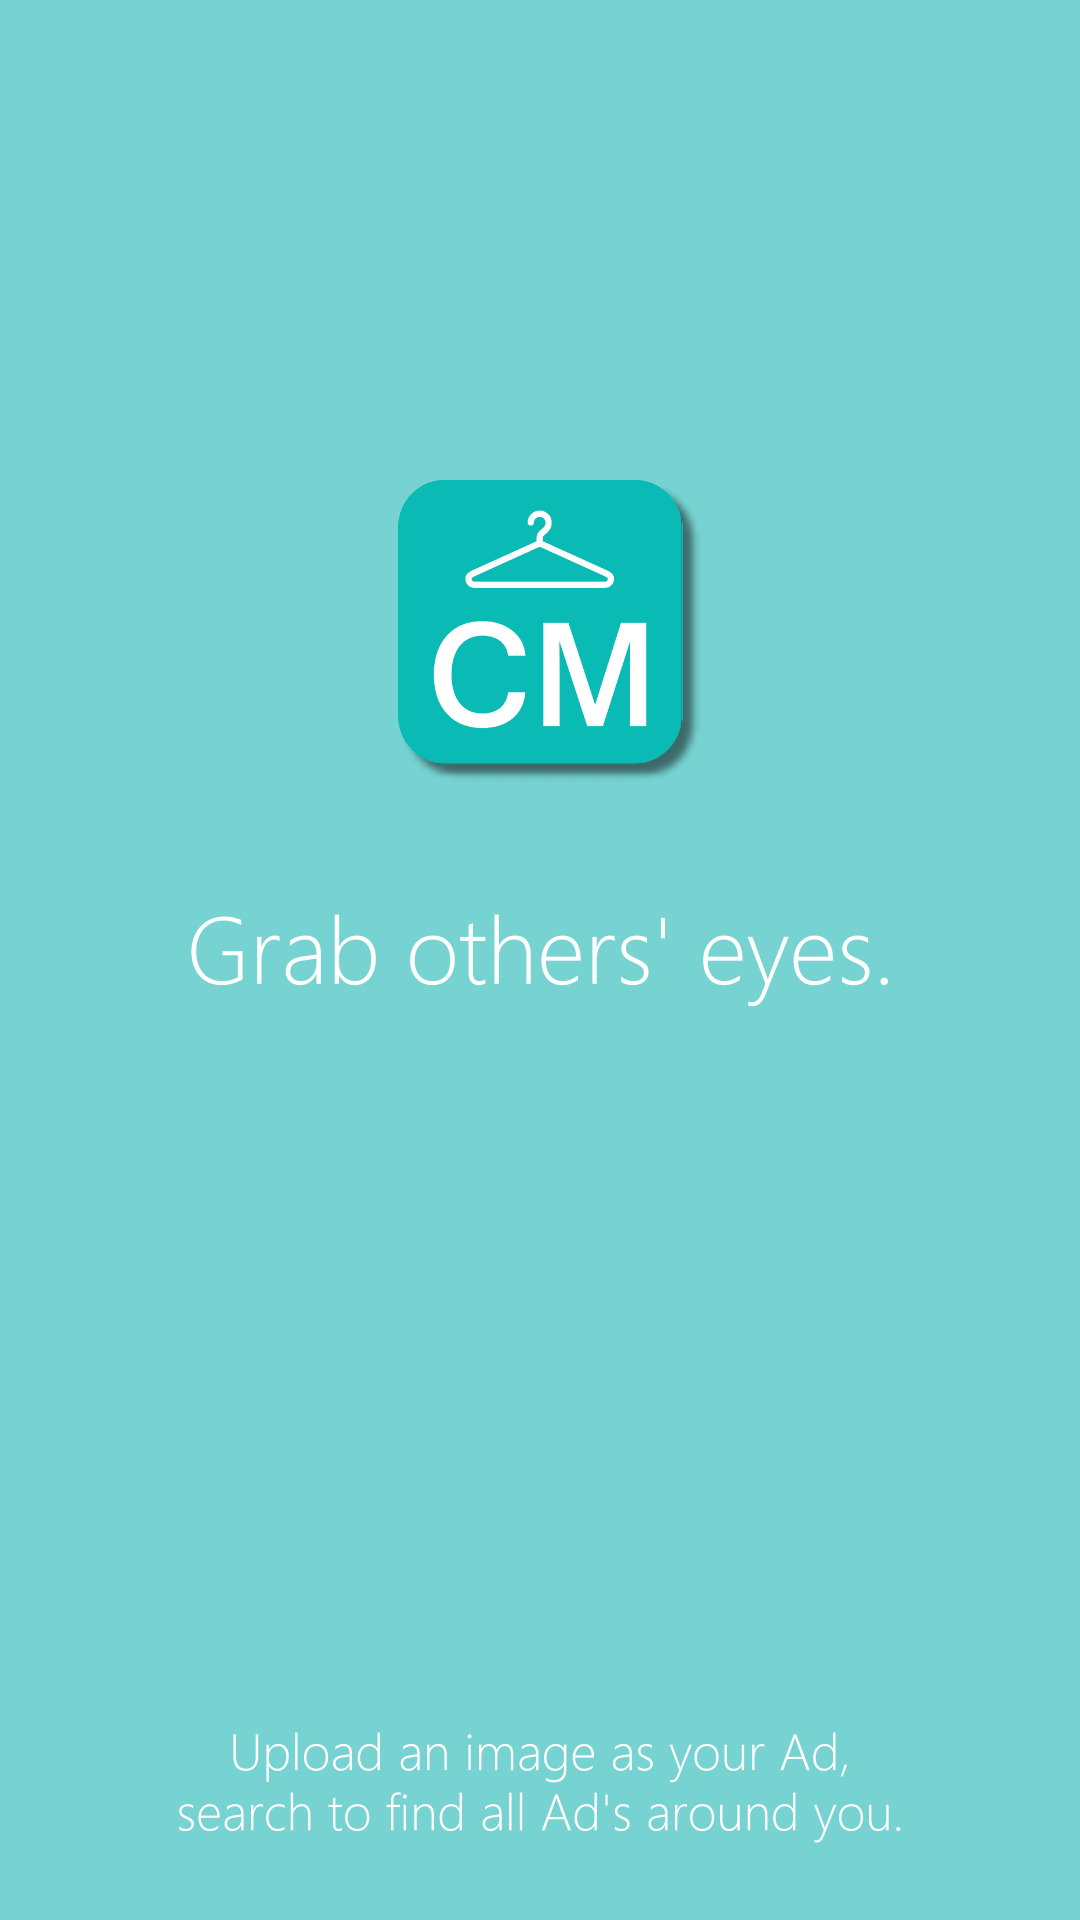 CM
Grab others' eyes.
Upload an image as your Ad,
search to find all Ad's around you.